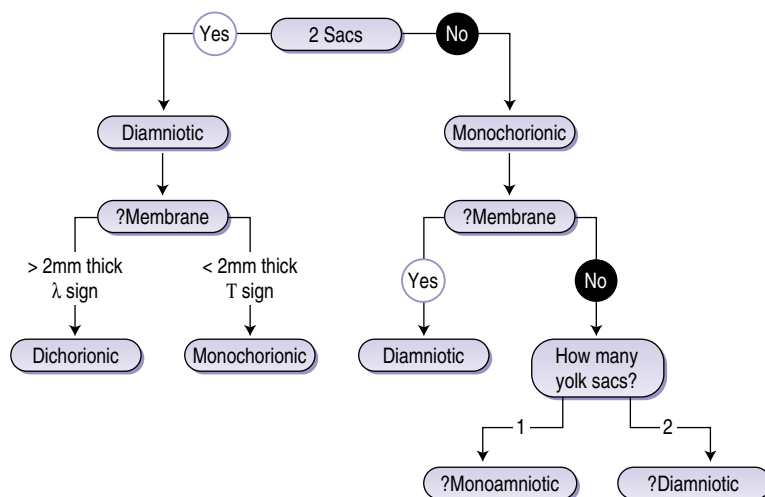 Yes
2 Sacs
No
Diamniotic
Monochorionic
?Membrane
?Membrane
> 2mm thick
λ sign
< 2mm thick
T sign
Yes
No
Dichorionic
Monochorionic
Diamniotic
How many
yolk sacs?
1
2
?Monoamniotic
?Diamniotic